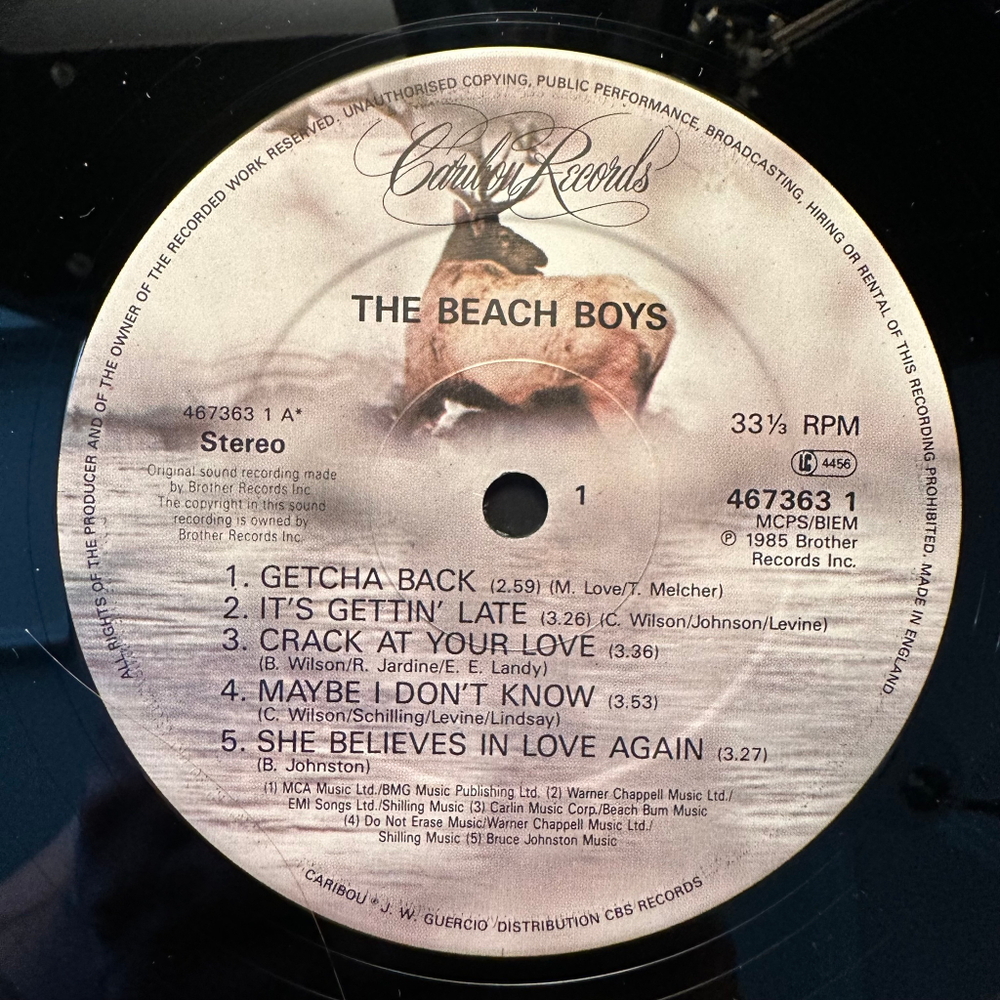 ALL RIGHTS OF THE PRODUCER AND OF THE OWNER OF THE RECORDED WORK RESERVED. UNAUTHORISED COPYING, PUBLIC PERFORMANCE, BROADCASTING, HIRING OR RENTAL OF THIS RECORDING PROHIBITED. MADE IN ENGLAND.
Caribou Records
THE BEACH BOYS
467363 1 A*
Stereo
Original sound recording made
by Brother Records Inc.
The copyright in this sound
recording is owned by
Brother Records Inc.
1
33⅓ RPM
LC 4456
467363 1
MCPS/BIEM
℗ 1985 Brother
Records Inc.
1. GETCHA BACK (2.59) (M. Love/T. Melcher)
2. IT'S GETTIN' LATE (3.26) (C. Wilson/Johnson/Levine)
3. CRACK AT YOUR LOVE (3.36)
(B. Wilson/R. Jardine/E. E. Landy)
4. MAYBE I DON'T KNOW (3.53)
(C. Wilson/Schilling/Levine/Lindsay)
5. SHE BELIEVES IN LOVE AGAIN (3.27)
(B. Johnston)
(1) MCA Music Ltd./BMG Music Publishing Ltd. (2) Warner Chappell Music Ltd./
EMI Songs Ltd./Shilling Music (3) Carlin Music Corp./Beach Bum Music
(4) Do Not Erase Music/Warner Chappell Music Ltd./
Shilling Music (5) Bruce Johnston Music
CARIBOU • J. W. GUERCIO DISTRIBUTION CBS RECORDS